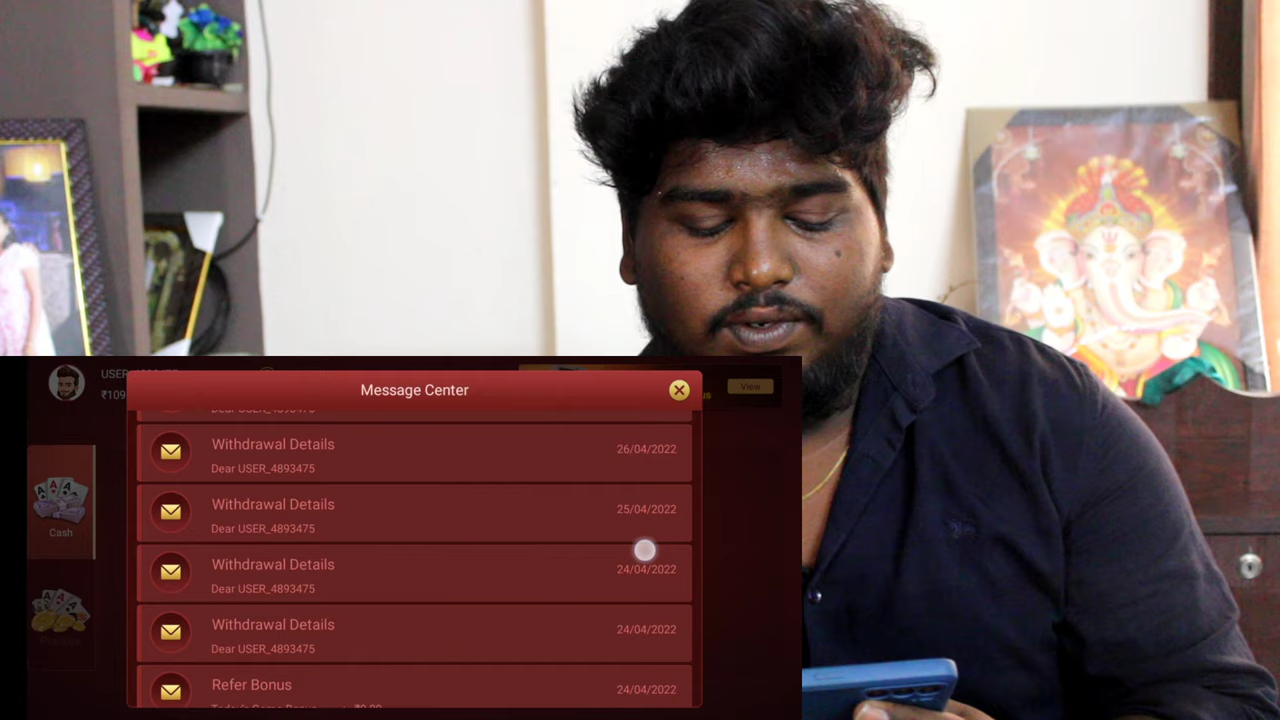 Message Center
View
Withdrawal Details
26/04/2022
Dear USER_4893475
Withdrawal Details
25/04/2022
Dear USER_4893475
Cash
Withdrawal Details
24/04/2022
Dear USER_4893475
Withdrawal Details
24/04/2022
Dear USER_4893475
Refer Bonus
24/04/2022